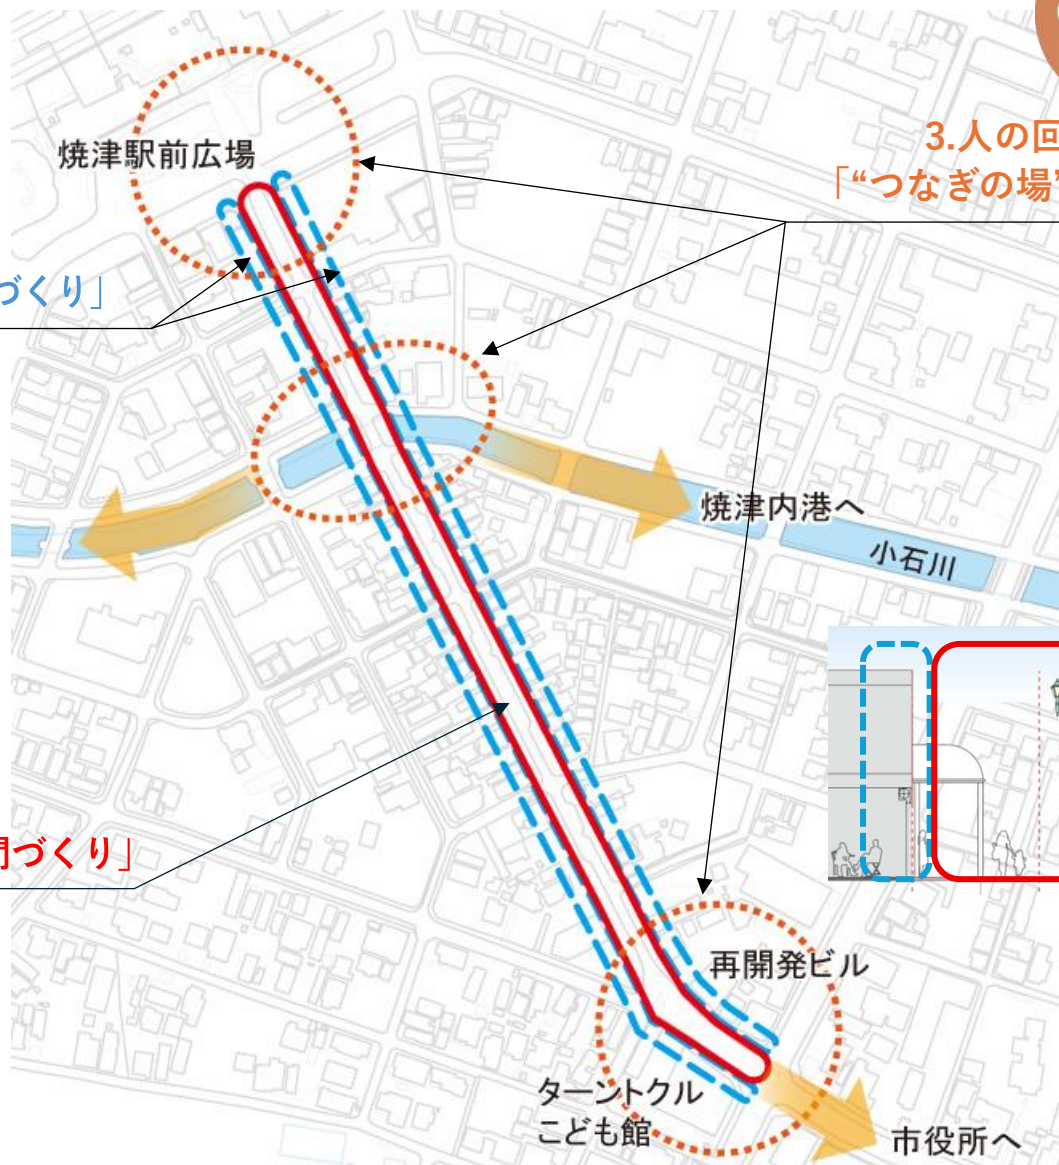 3.人の回
「“つなぎの場”
焼津駅前広場
づくり」
焼津内港へ
小石川
づくり」
再開発ビル
ターントクル
こども館
市役所へ